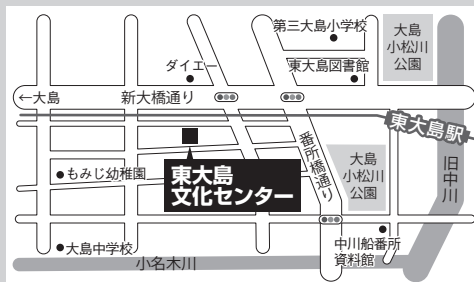 第三大島小学校
大島
小松川
公園
ダイエー
東大島図書館
←大島
新大橋通り
東大島駅
番所橋通り
旧中川
もみじ幼稚園
東大島
文化センター
大島
小松川
公園
大島中学校
中川船番所
資料館
小名木川